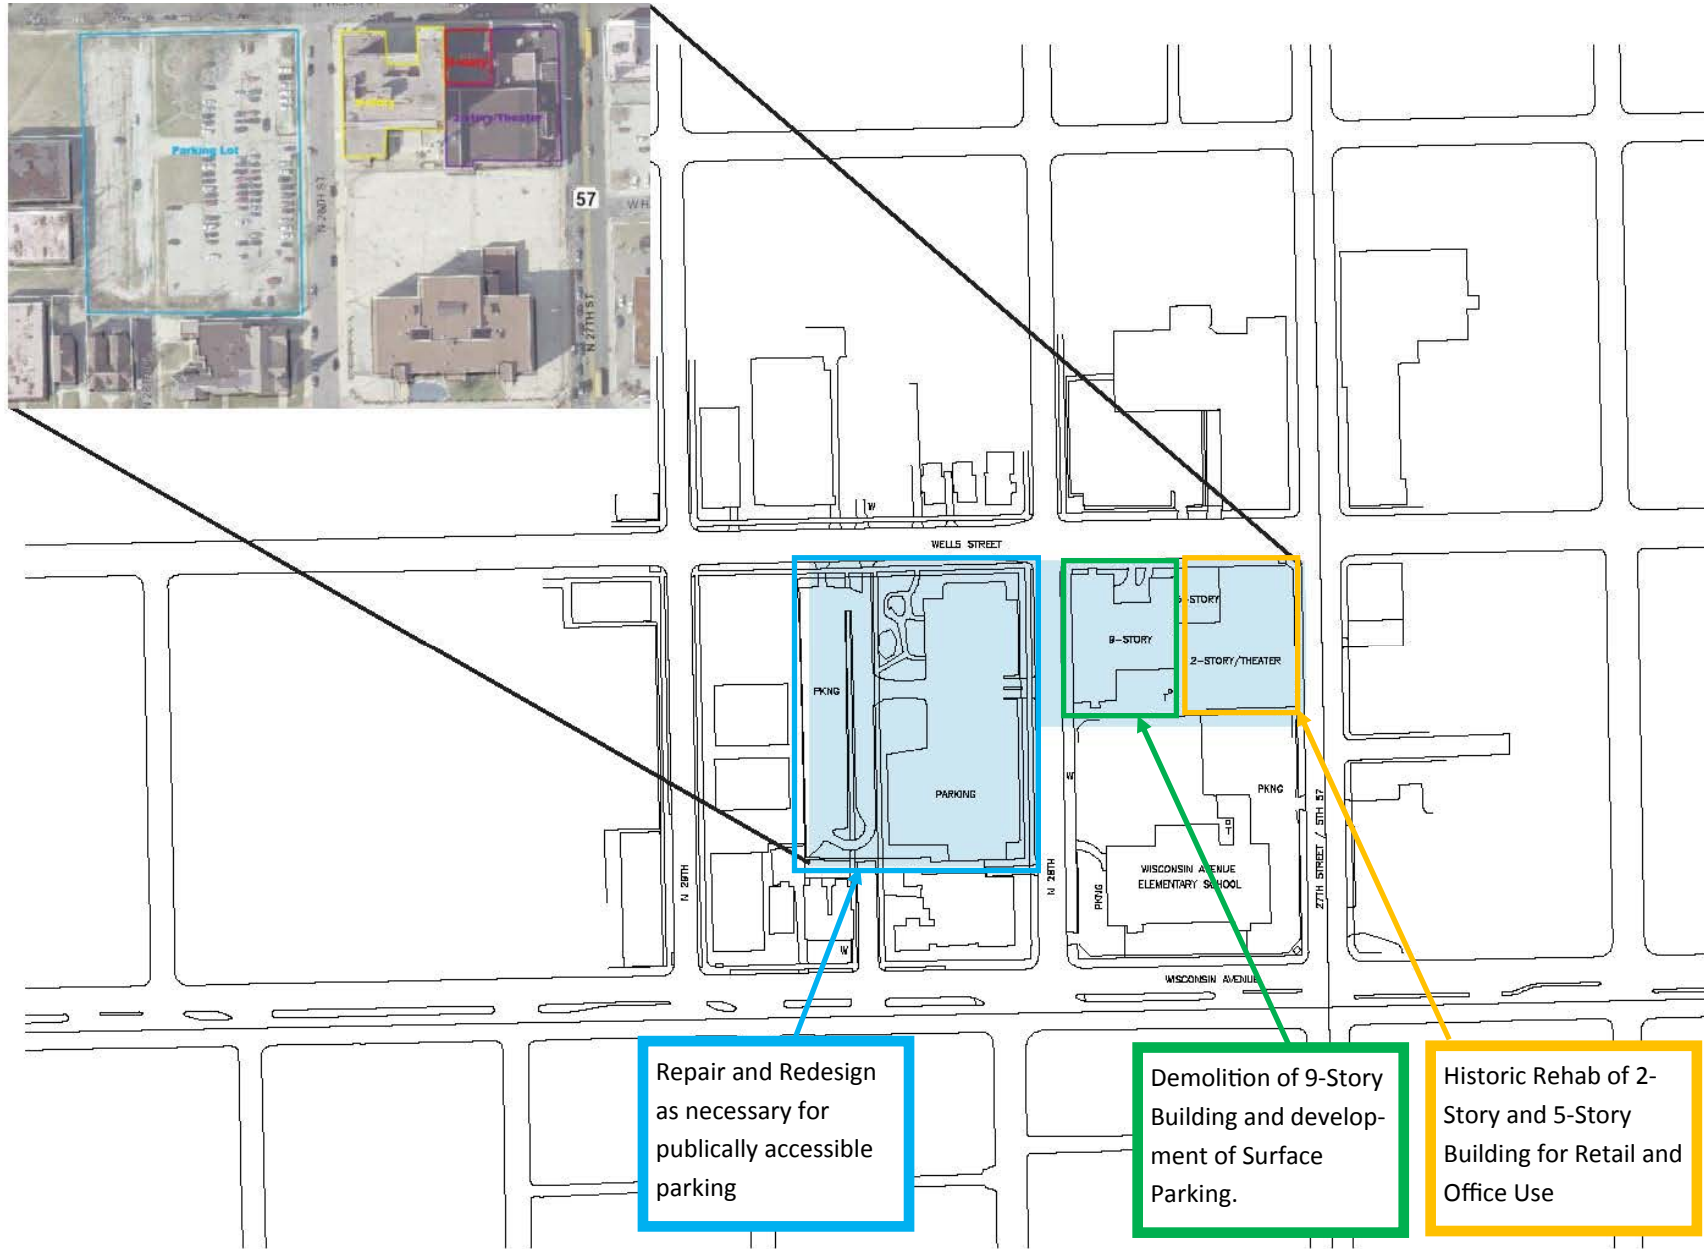 Parking Lot
2-story/Theater
N 28TH ST
57
N 27TH ST
W
WELLS STREET
9-STORY
2-STORY/THEATER
T
PKNG
PARKING
W
PKNG
T
WISCONSIN AVENUE
ELEMENTARY SCHOOL
PKNG
N 28TH
27TH STREET / STH 57
W
WISCONSIN AVENUE
Repair and Redesign
as necessary for
publically accessible
parking
Demolition of 9-Story
Building and develop-
ment of Surface
Parking.
Historic Rehab of 2-
Story and 5-Story
Building for Retail and
Office Use